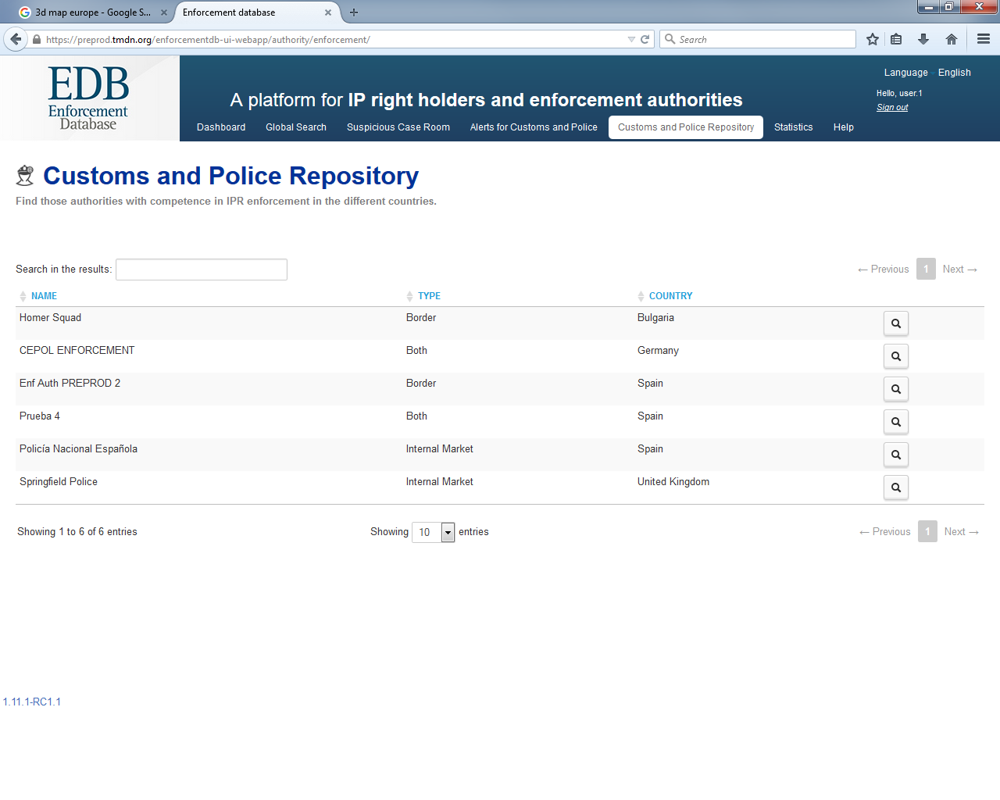 3d map europe - Google S...
Enforcement database
https://preprod.tmdn.org/enforcementdb-ui-webapp/authority/enforcement/
Search
EDB
Enforcement
Database
A platform for IP right holders and enforcement authorities
Language English
Hello, user.1
Sign out
Dashboard Global Search Suspicious Case Room Alerts for Customs and Police Customs and Police Repository Statistics Help
Customs and Police Repository
Find those authorities with competence in IPR enforcement in the different countries.
Search in the results:
← Previous 1 Next →
NAME TYPE COUNTRY
Homer Squad Border Bulgaria
CEPOL ENFORCEMENT Both Germany
Enf Auth PREPROD 2 Border Spain
Prueba 4 Both Spain
Policía Nacional Española Internal Market Spain
Springfield Police Internal Market United Kingdom
Showing 1 to 6 of 6 entries Showing 10 entries ← Previous 1 Next →
1.11.1-RC1.1